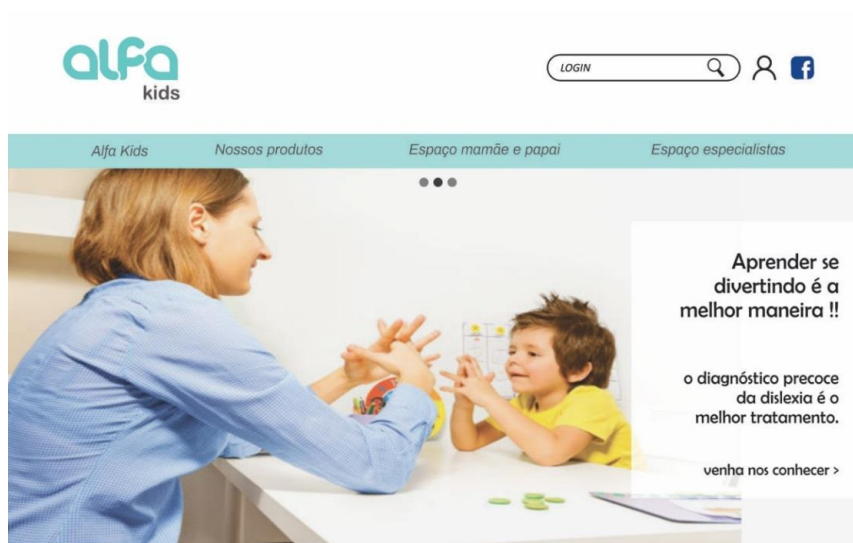 alfa
kids
LOGIN
Alfa Kids
Nossos produtos
Espaço mamãe e papai
Espaço especialistas
Aprender se
divertindo é a
melhor maneira !!
o diagnóstico precoce
da dislexia é o
melhor tratamento.
venha nos conhecer >